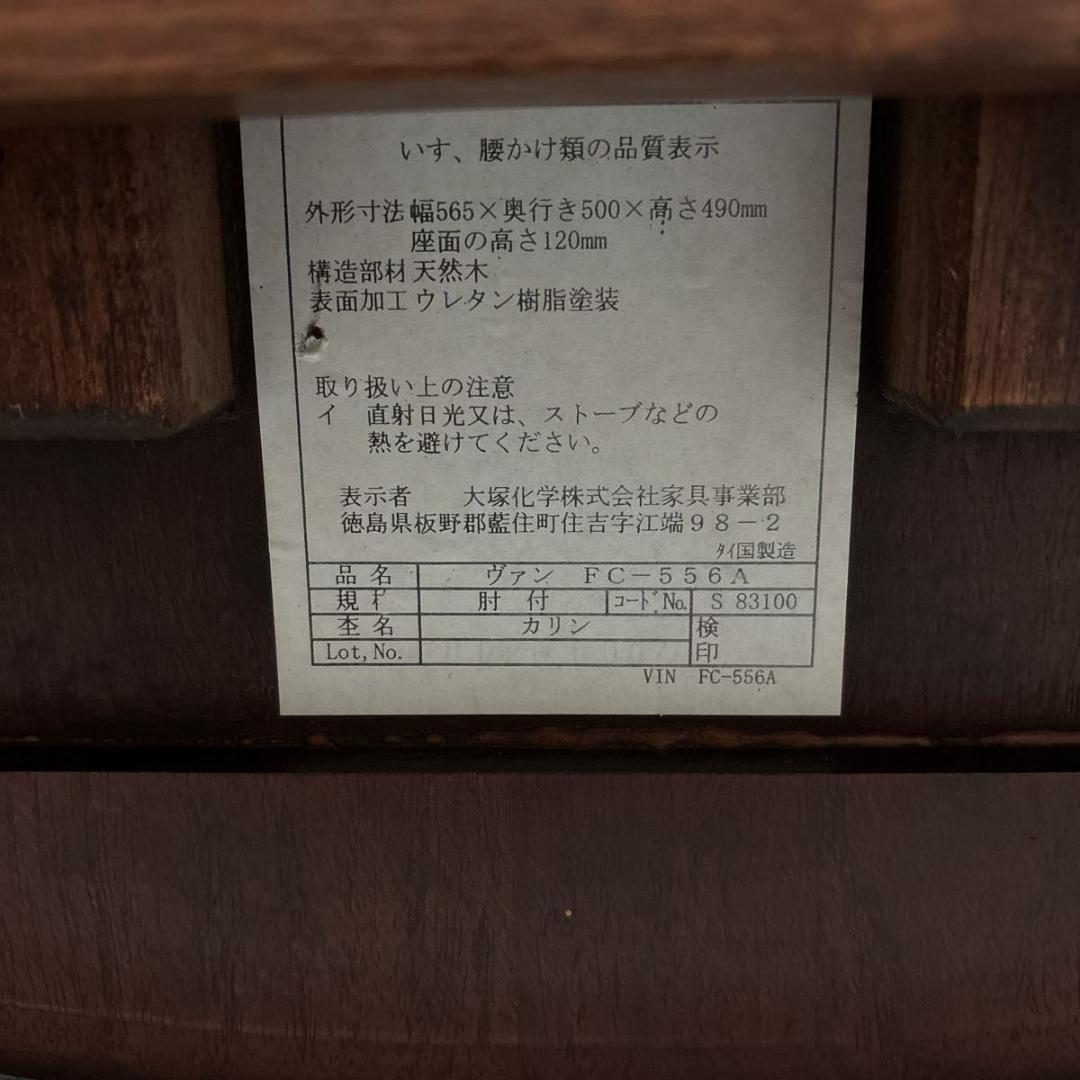 いす、腰かけ類の品質表示
外形寸法 幅565×奥行き500×高さ490mm
座面の高さ120mm
構造部材 天然木
表面加工 ウレタン樹脂塗装
取り扱い上の注意
イ 直射日光又は、ストーブなどの
熱を避けてください。
表示者 大塚化学株式会社家具事業部
徳島県板野郡藍住町住吉字江端98-2
ﾀｲ国製造
品名 ヴァン FC-556A
規 肘付 ｺｰﾄﾞNo. S 83100
杢名 カリン 検
Lot,No. 印
VIN FC-556A